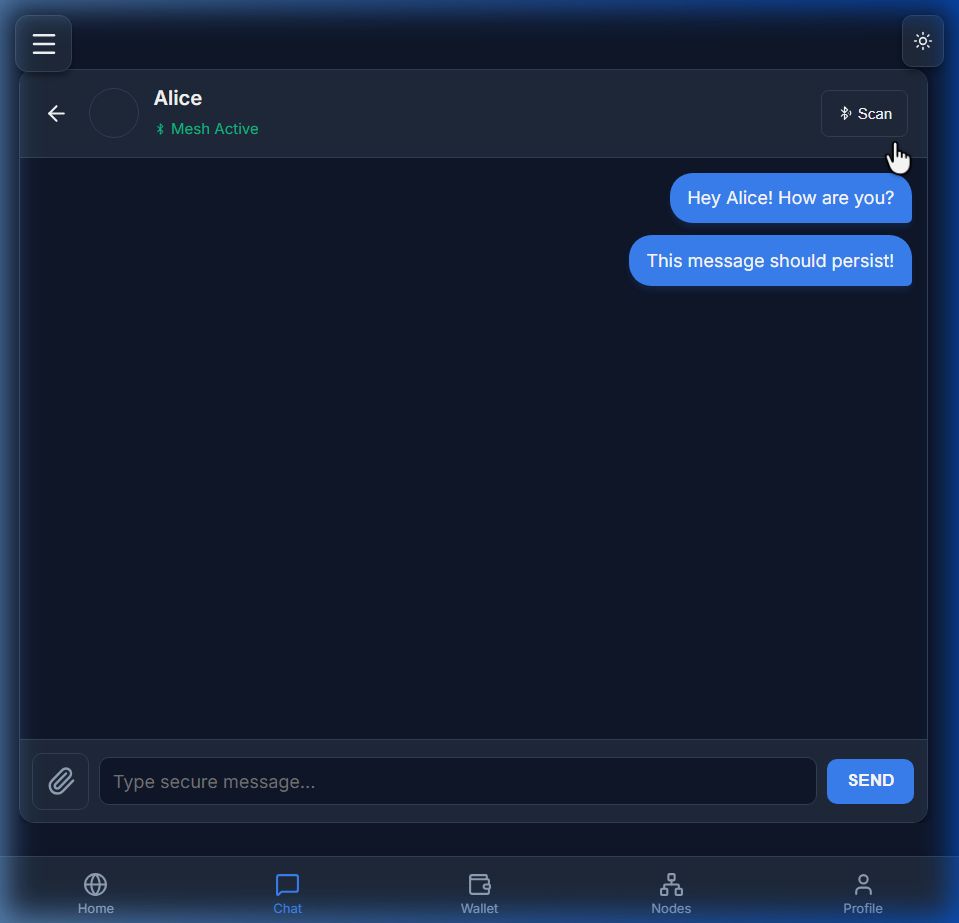 Alice
Mesh Active
Scan
Hey Alice! How are you?
This message should persist!
Type secure message...
SEND
Home
Chat
Wallet
Nodes
Profile